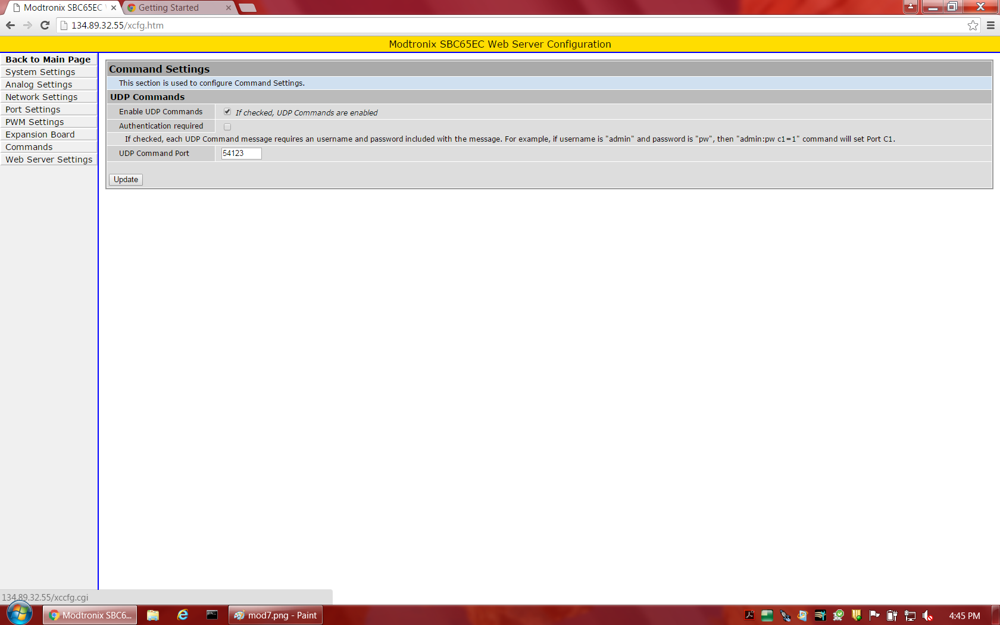 Modtronix SBC65EC
Getting Started
134.89.32.55/xcfg.htm
Modtronix SBC65EC Web Server Configuration
Back to Main Page
System Settings
Analog Settings
Network Settings
Port Settings
PWM Settings
Expansion Board
Commands
Web Server Settings
Command Settings
This section is used to configure Command Settings.
UDP Commands
Enable UDP Commands If checked, UDP Commands are enabled
Authentication required
If checked, each UDP Command message requires an username and password included with the message. For example, if username is "admin" and password is "pw", then "admin:pw c1=1" command will set Port C1.
UDP Command Port 54123
Update
134.89.32.55/xccfg.cgi
Modtronix SBC6...
mod7.png - Paint
4:45 PM